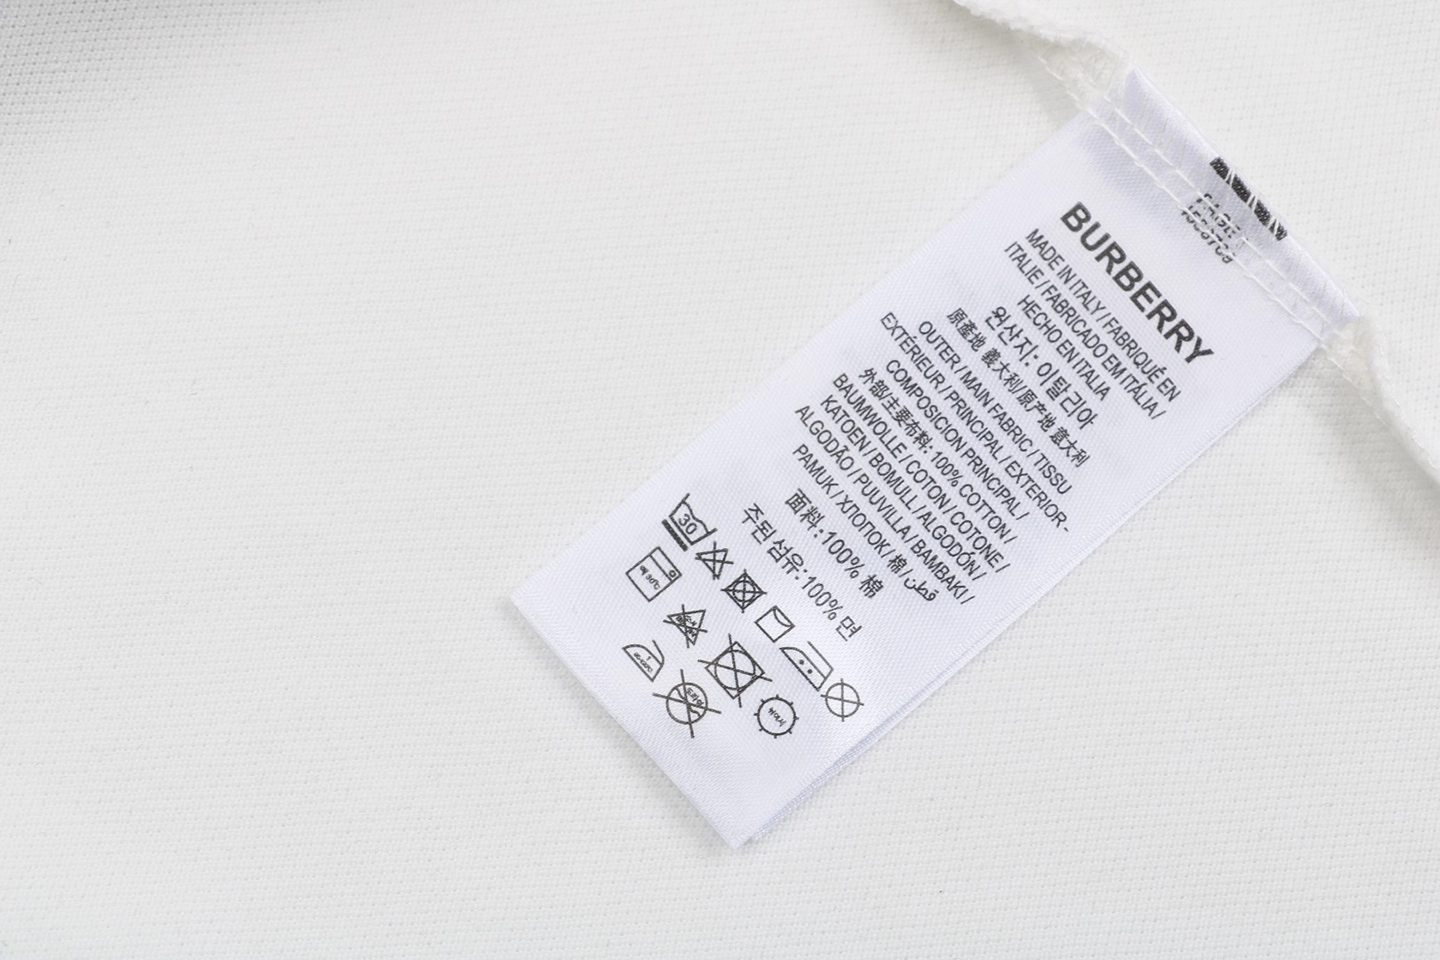 BURBERRY
MADE IN ITALY / FABRIQUÉ EN
ITALIE / FABRICADO EM ITÁLIA /
HECHO EN ITALIA
원산지: 이탈리아
原產地 義大利/原产地 意大利
OUTER / MAIN FABRIC / TISSU
EXTÉRIEUR / PRINCIPAL / EXTERIOR-
COMPOSICION PRINCIPAL /
外部/主要布料: 100% COTTON /
BAUMWOLLE / COTON / COTONE /
KATOEN / BOMULL / ALGODÓN /
ALGODÃO / PUUVILLA / BAMBAKI /
PAMUK / ХЛОПОК / 棉 / قطن
面料:100% 棉
주된 섬유:100% 면
30